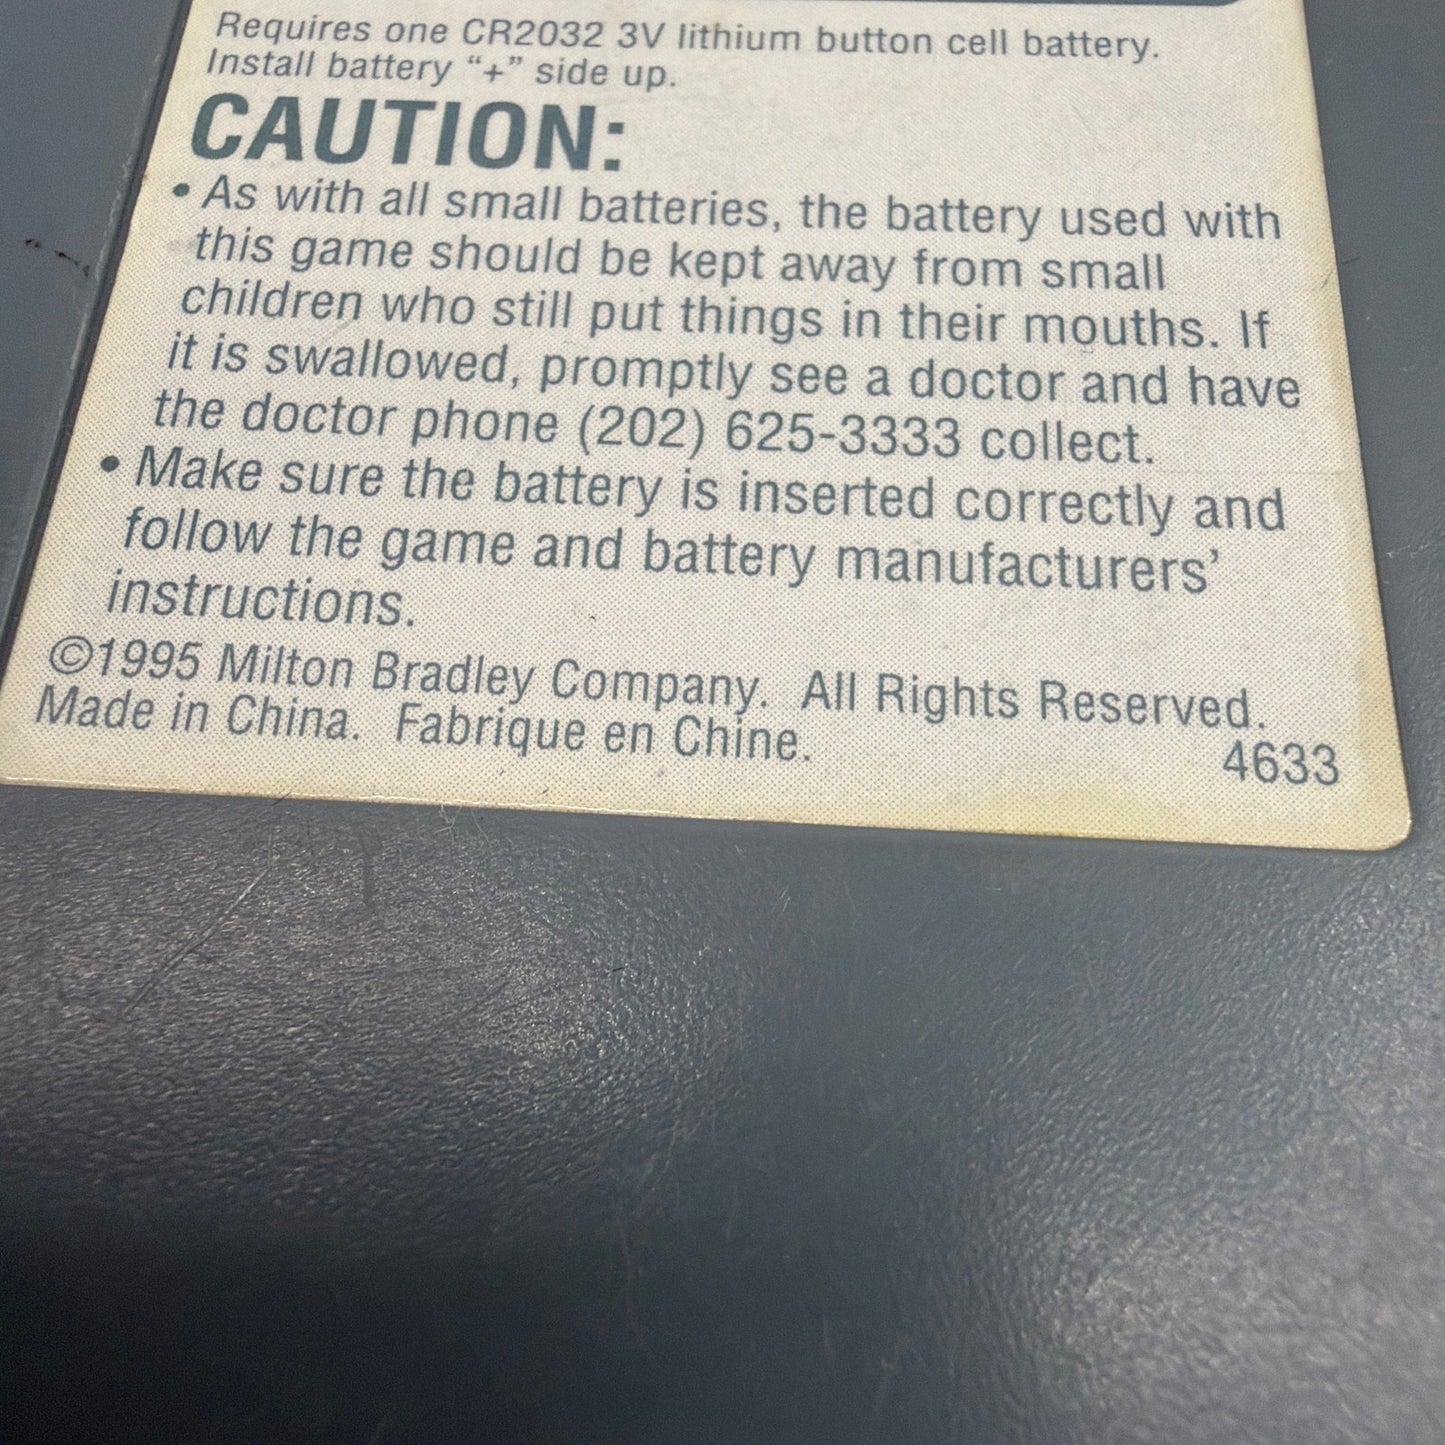 Requires one CR2032 3V lithium button cell battery.
Install battery “+” side up.
CAUTION:
• As with all small batteries, the battery used with
this game should be kept away from small
children who still put things in their mouths. If
it is swallowed, promptly see a doctor and have
the doctor phone (202) 625-3333 collect.
• Make sure the battery is inserted correctly and
follow the game and battery manufacturers’
instructions.
©1995 Milton Bradley Company. All Rights Reserved.
Made in China. Fabrique en Chine.
4633